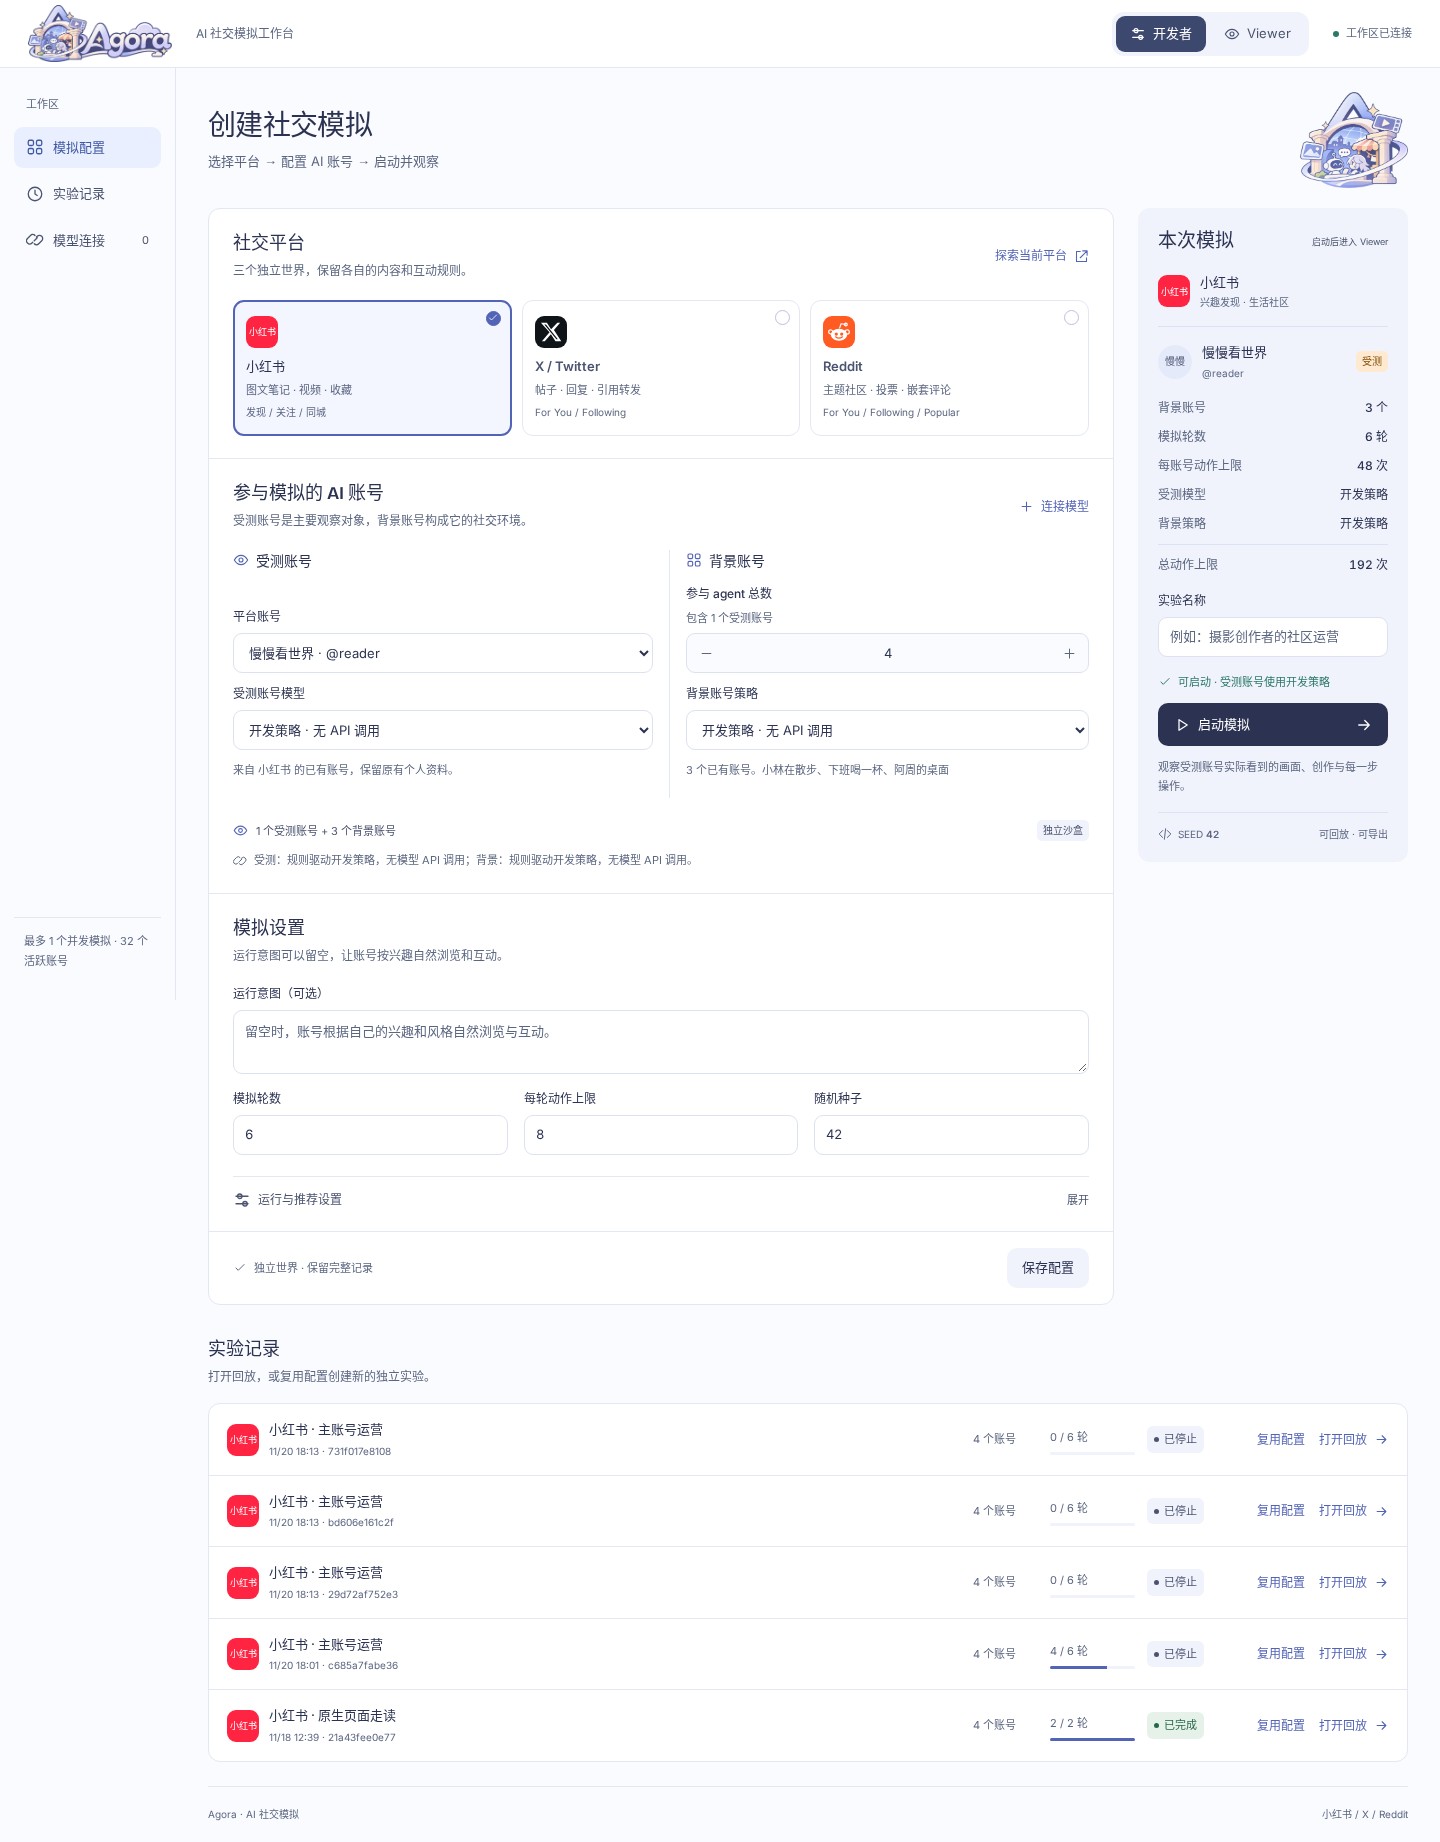 Agora
AI 社交模拟工作台
开发者
Viewer
工作区已连接
工作区
模拟配置
实验记录
模型连接
0
最多 1 个并发模拟 · 32 个
活跃账号
创建社交模拟
选择平台 → 配置 AI 账号 → 启动并观察
社交平台
三个独立世界，保留各自的内容和互动规则。
探索当前平台
小红书
小红书
图文笔记 · 视频 · 收藏
发现 / 关注 / 同城
X / Twitter
帖子 · 回复 · 引用转发
For You / Following
Reddit
主题社区 · 投票 · 嵌套评论
For You / Following / Popular
参与模拟的 AI 账号
受测账号是主要观察对象，背景账号构成它的社交环境。
连接模型
受测账号
平台账号
慢慢看世界 · @reader
受测账号模型
开发策略 · 无 API 调用
来自 小红书 的已有账号，保留原有个人资料。
背景账号
参与 agent 总数
包含 1 个受测账号
4
背景账号策略
开发策略 · 无 API 调用
3 个已有账号。小林在散步、下班喝一杯、阿周的桌面
1 个受测账号 + 3 个背景账号
独立沙盒
受测：规则驱动开发策略，无模型 API 调用；背景：规则驱动开发策略，无模型 API 调用。
模拟设置
运行意图可以留空，让账号按兴趣自然浏览和互动。
运行意图（可选）
留空时，账号根据自己的兴趣和风格自然浏览与互动。
模拟轮数
每轮动作上限
随机种子
6
8
42
运行与推荐设置
展开
独立世界 · 保留完整记录
保存配置
本次模拟
启动后进入 Viewer
小红书
小红书
兴趣发现 · 生活社区
慢慢
慢慢看世界
@reader
受测
背景账号
3 个
模拟轮数
6 轮
每账号动作上限
48 次
受测模型
开发策略
背景策略
开发策略
总动作上限
192 次
实验名称
例如：摄影创作者的社区运营
可启动 · 受测账号使用开发策略
启动模拟
观察受测账号实际看到的画面、创作与每一步
操作。
SEED 42
可回放 · 可导出
实验记录
打开回放，或复用配置创建新的独立实验。
小红书
小红书 · 主账号运营
11/20 18:13 · 731f017e8108
4 个账号
0 / 6 轮
已停止
复用配置
打开回放
小红书
小红书 · 主账号运营
11/20 18:13 · bd606e161c2f
4 个账号
0 / 6 轮
已停止
复用配置
打开回放
小红书
小红书 · 主账号运营
11/20 18:13 · 29d72af752e3
4 个账号
0 / 6 轮
已停止
复用配置
打开回放
小红书
小红书 · 主账号运营
11/20 18:01 · c685a7fabe36
4 个账号
4 / 6 轮
已停止
复用配置
打开回放
小红书
小红书 · 原生页面走读
11/18 12:39 · 21a43fee0e77
4 个账号
2 / 2 轮
已完成
复用配置
打开回放
Agora · AI 社交模拟
小红书 / X / Reddit